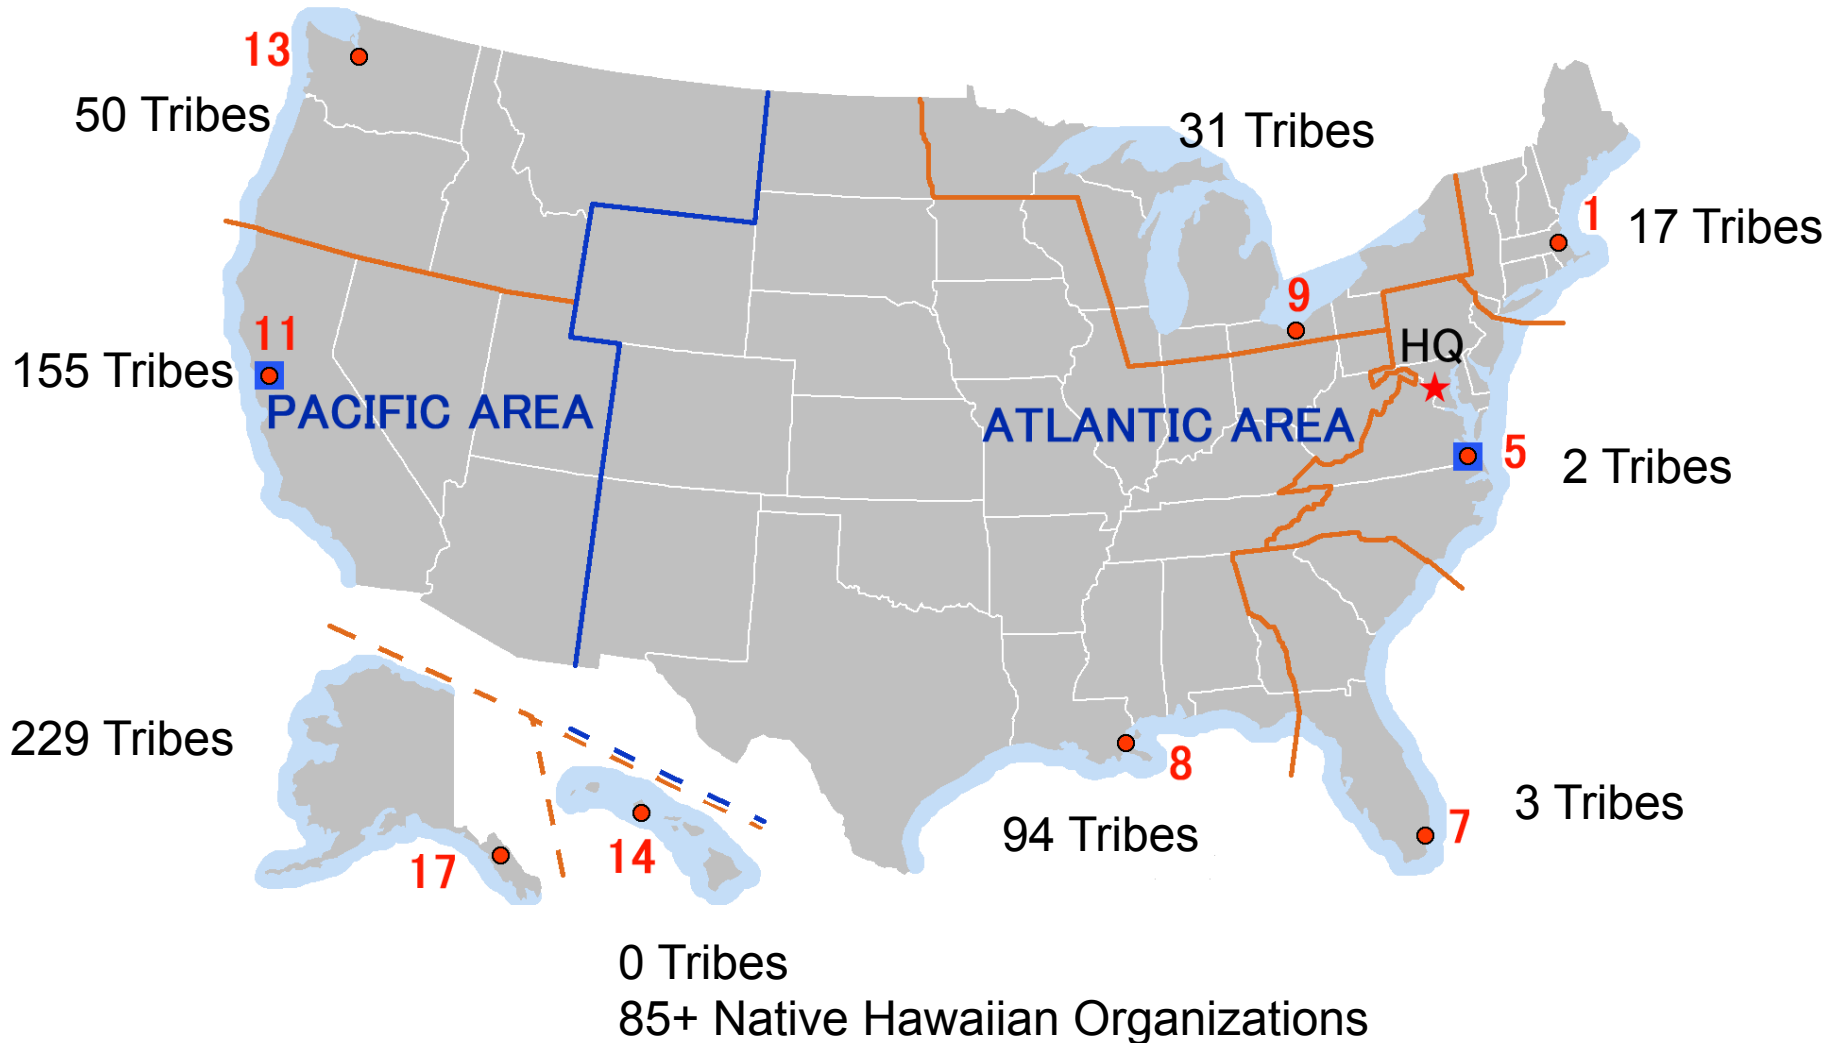 13
50 Tribes
31 Tribes
1
17 Tribes
9
11
HQ
155 Tribes
PACIFIC AREA
ATLANTIC AREA
5
2 Tribes
229 Tribes
8
3 Tribes
7
94 Tribes
14
17
0 Tribes
85+ Native Hawaiian Organizations